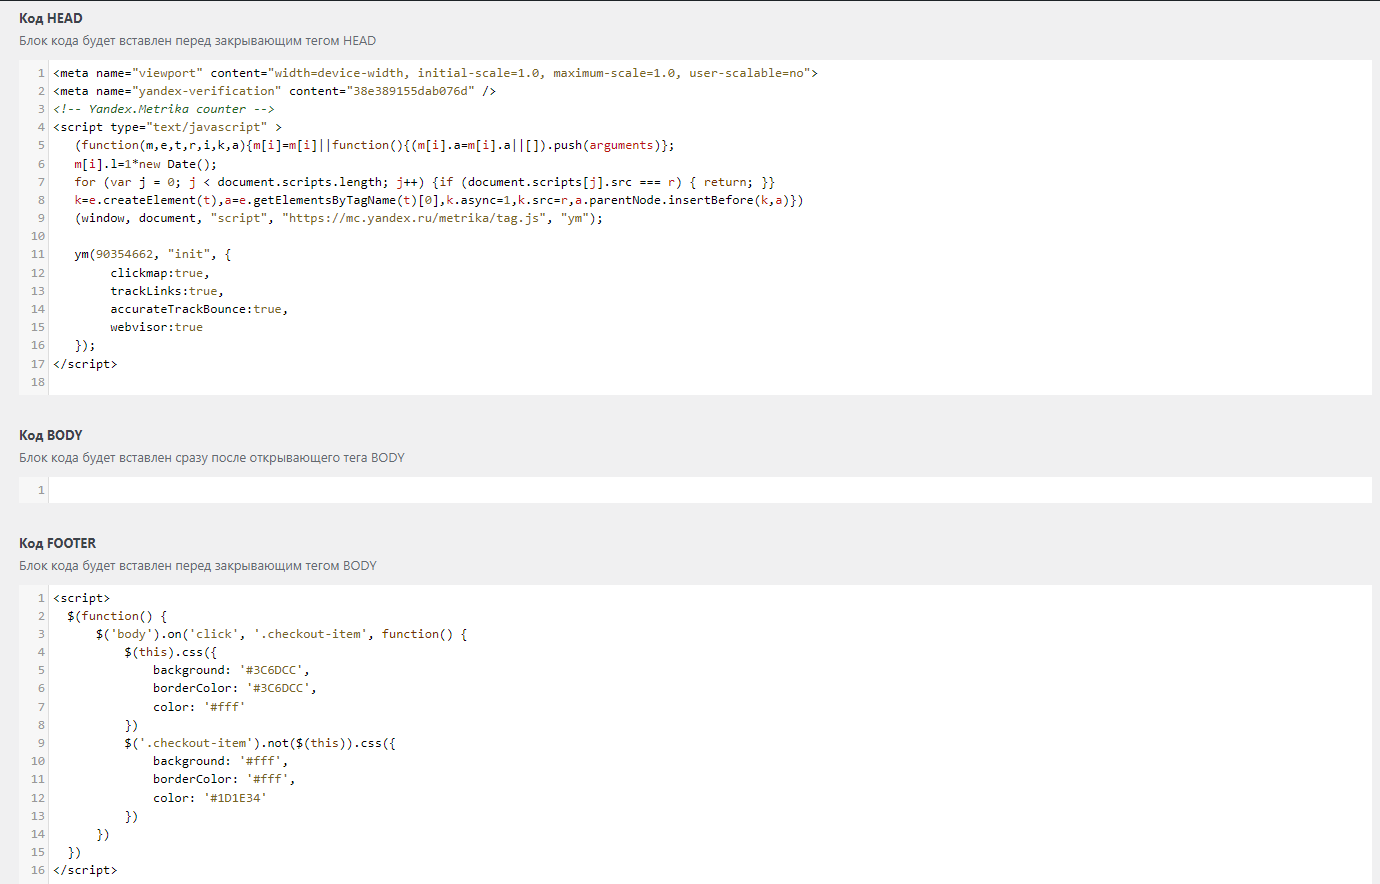 Код HEAD
Блок кода будет вставлен перед закрывающим тегом HEAD
1 <meta name="viewport" content="width=device-width, initial-scale=1.0, maximum-scale=1.0, user-scalable=no">
2 <meta name="yandex-verification" content="38e389155dab076d" />
3 <!-- Yandex.Metrika counter -->
4 <script type="text/javascript" >
5    (function(m,e,t,r,i,k,a){m[i]=m[i]||function(){(m[i].a=m[i].a||[]).push(arguments)};
6    m[i].l=1*new Date();
7    for (var j = 0; j < document.scripts.length; j++) {if (document.scripts[j].src === r) { return; }}
8    k=e.createElement(t),a=e.getElementsByTagName(t)[0],k.async=1,k.src=r,a.parentNode.insertBefore(k,a)})
9    (window, document, "script", "https://mc.yandex.ru/metrika/tag.js", "ym");
10
11    ym(90354662, "init", {
12         clickmap:true,
13         trackLinks:true,
14         accurateTrackBounce:true,
15         webvisor:true
16    });
17 </script>
18
Код BODY
Блок кода будет вставлен сразу после открывающего тега BODY
1
Код FOOTER
Блок кода будет вставлен перед закрывающим тегом BODY
1 <script>
2   $(function() {
3       $('body').on('click', '.checkout-item', function() {
4           $(this).css({
5               background: '#3C6DCC',
6               borderColor: '#3C6DCC',
7               color: '#fff'
8           })
9           $('.checkout-item').not($(this)).css({
10               background: '#fff',
11               borderColor: '#fff',
12               color: '#1D1E34'
13           })
14       })
15   })
16 </script>